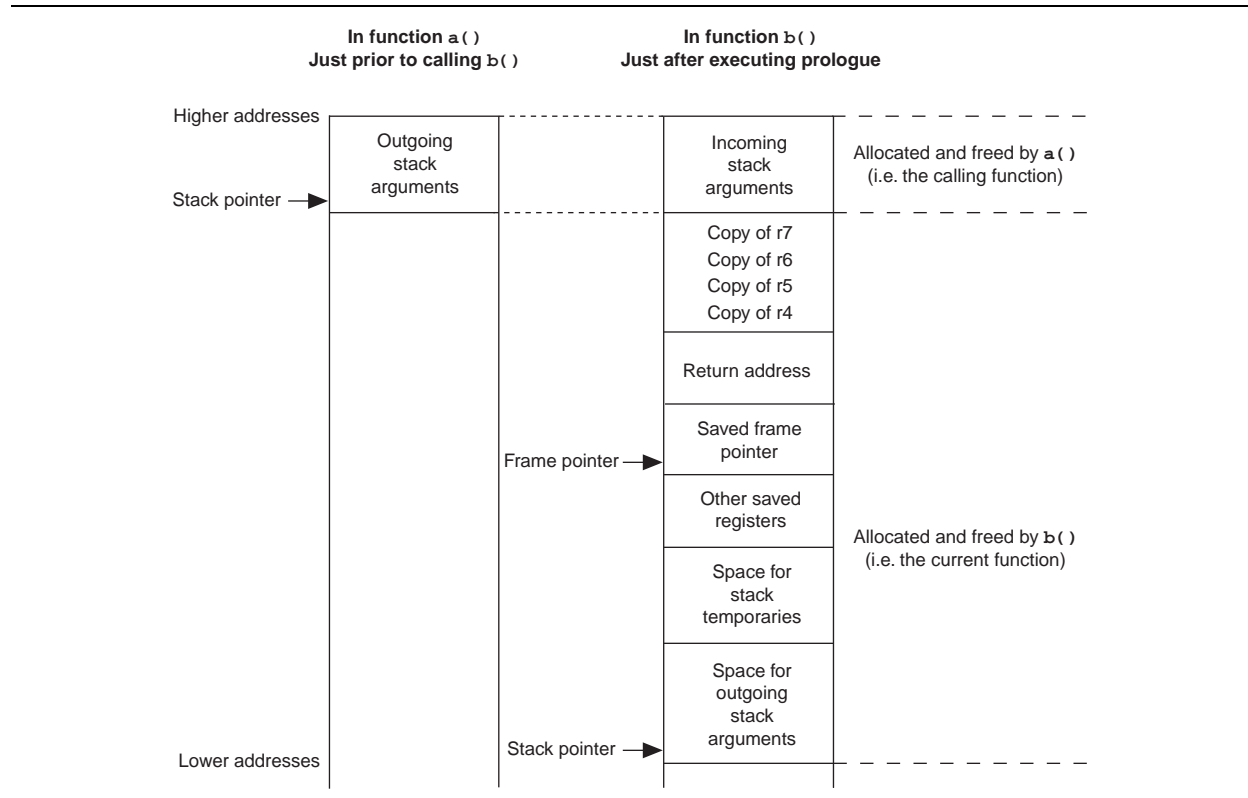 In function a()
Just prior to calling b()
In function b()
Just after executing prologue
Higher addresses
Outgoing
stack
arguments
Incoming
stack
arguments
Allocated and freed by a()
(i.e. the calling function)
Stack pointer
Copy of r7
Copy of r6
Copy of r5
Copy of r4
Return address
Saved frame
pointer
Frame pointer
Other saved
registers
Allocated and freed by b()
(i.e. the current function)
Space for
stack
temporaries
Space for
outgoing
stack
arguments
Stack pointer
Lower addresses